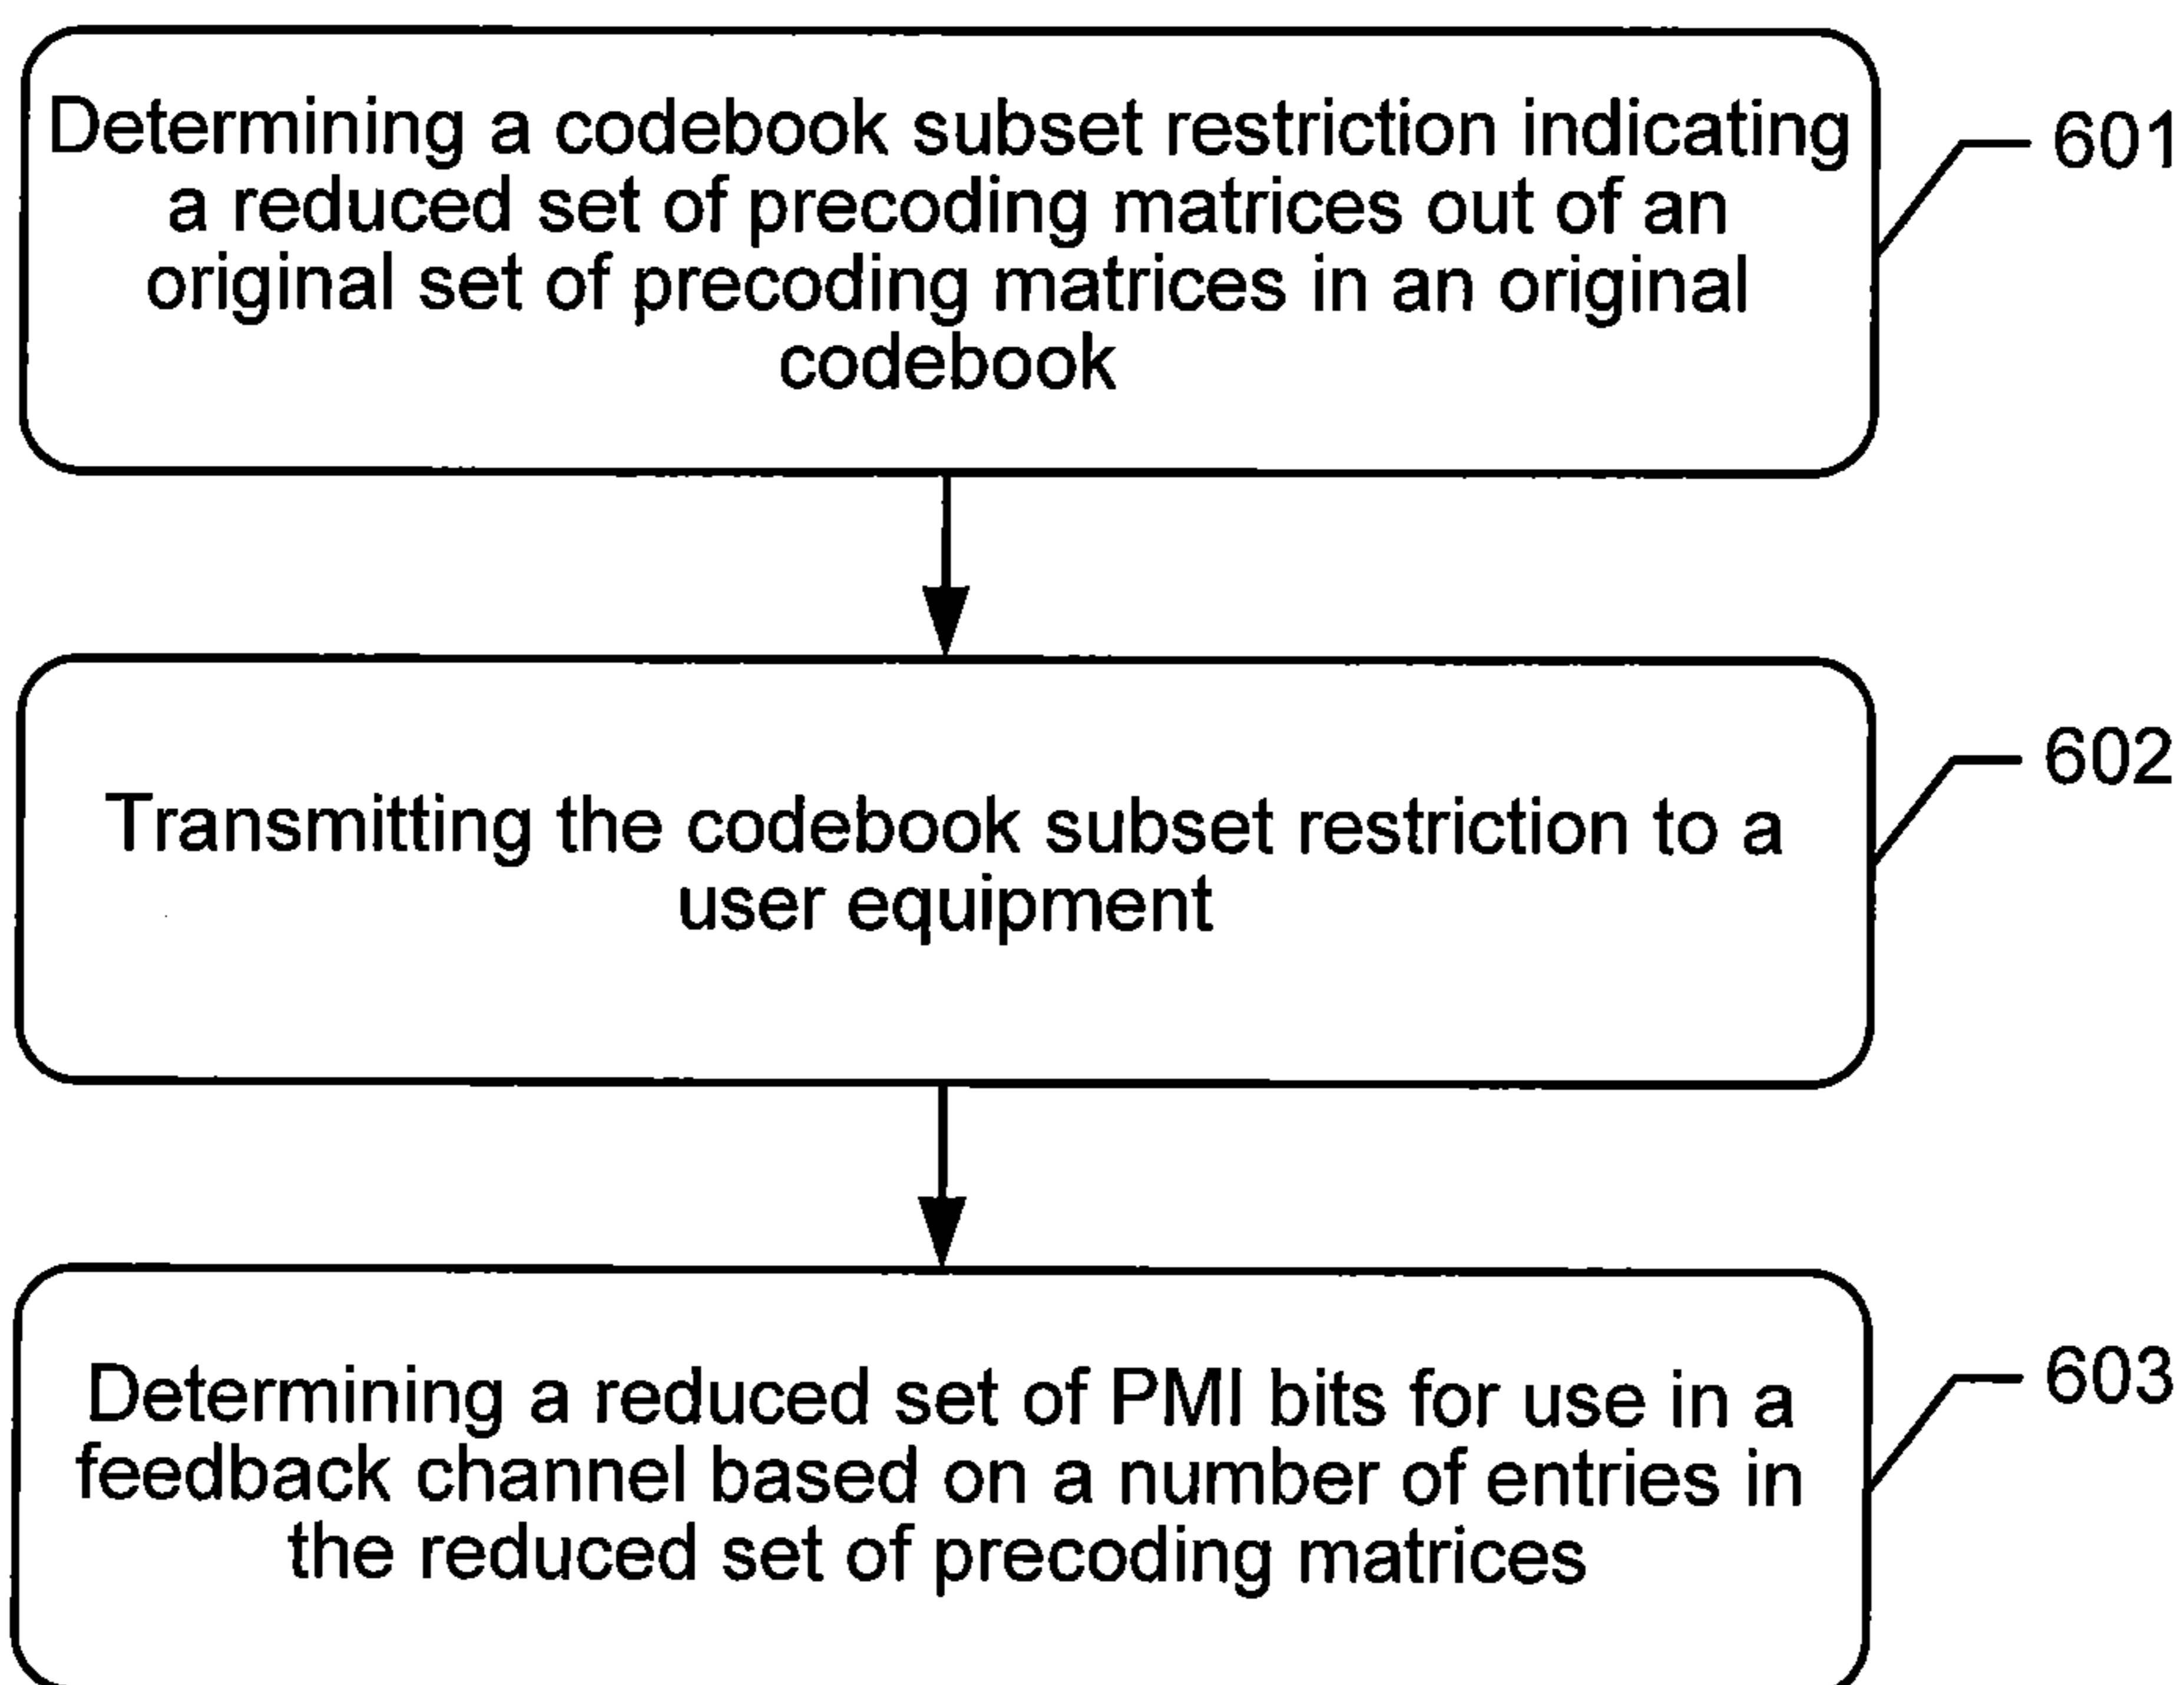 Determining a codebook subset restriction indicating
a reduced set of precoding matrices out of an
original set of precoding matrices in an original
codebook
601
Transmitting the codebook subset restriction to a
user equipment
602
Determining a reduced set of PMI bits for use in a
feedback channel based on a number of entries in
the reduced set of precoding matrices
603